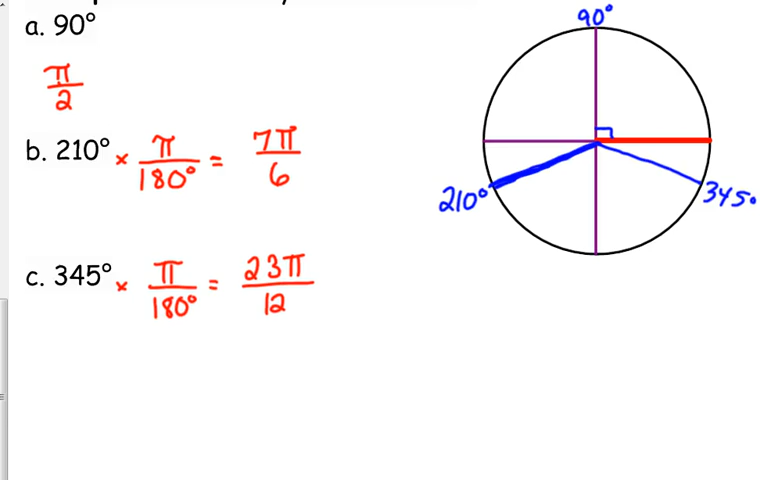 a. 90°
π/2
b. 210° × π/180° = 7π/6
c. 345° × π/180° = 23π/12
90°
210°
345°